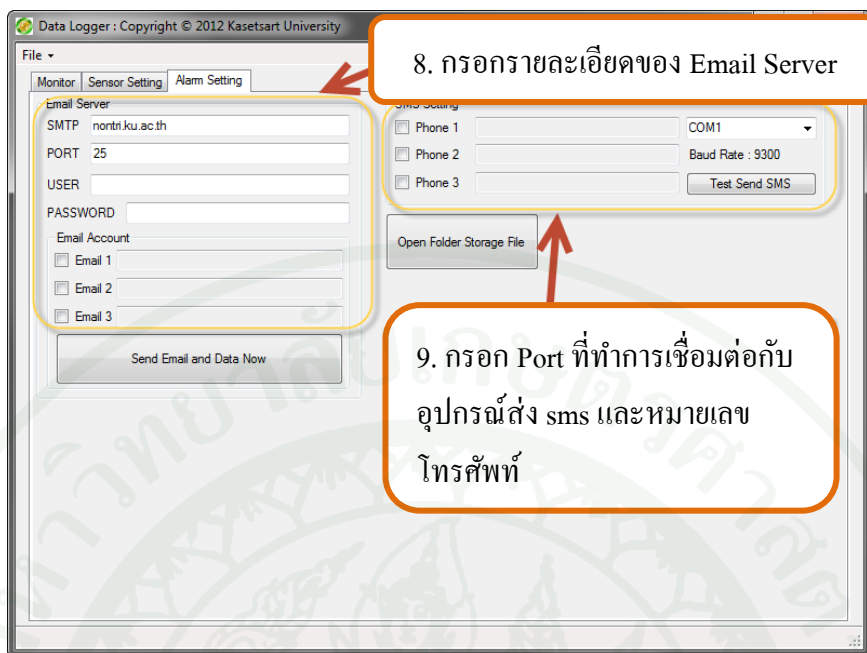 Data Logger : Copyright © 2012 Kasetsart University
File
Monitor Sensor Setting Alarm Setting
8. กรอกรายละเอียดของ Email Server
Email Server
SMTP nontri.ku.ac.th
PORT 25
USER
PASSWORD
Email Account
Email 1
Email 2
Email 3
Send Email and Data Now
SMS Setting
Phone 1 COM1
Phone 2 Baud Rate : 9300
Phone 3 Test Send SMS
Open Folder Storage File
9. กรอก Port ที่ทำการเชื่อมต่อกับ
อุปกรณ์ส่ง sms และหมายเลข
โทรศัพท์